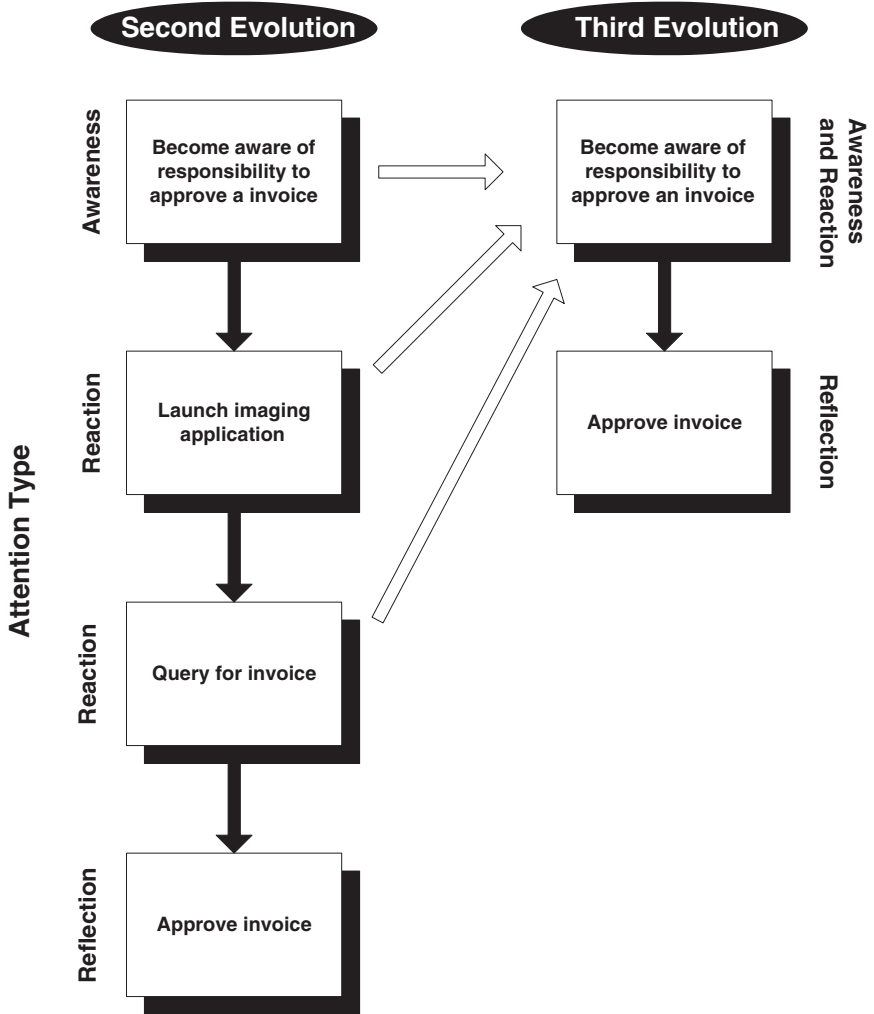 Second Evolution
Third Evolution
Attention Type
Awareness
Become aware of
responsibility to
approve a invoice
Become aware of
responsibility to
approve an invoice
Awareness
and Reaction
Reaction
Launch imaging
application
Approve invoice
Reflection
Reaction
Query for invoice
Reflection
Approve invoice